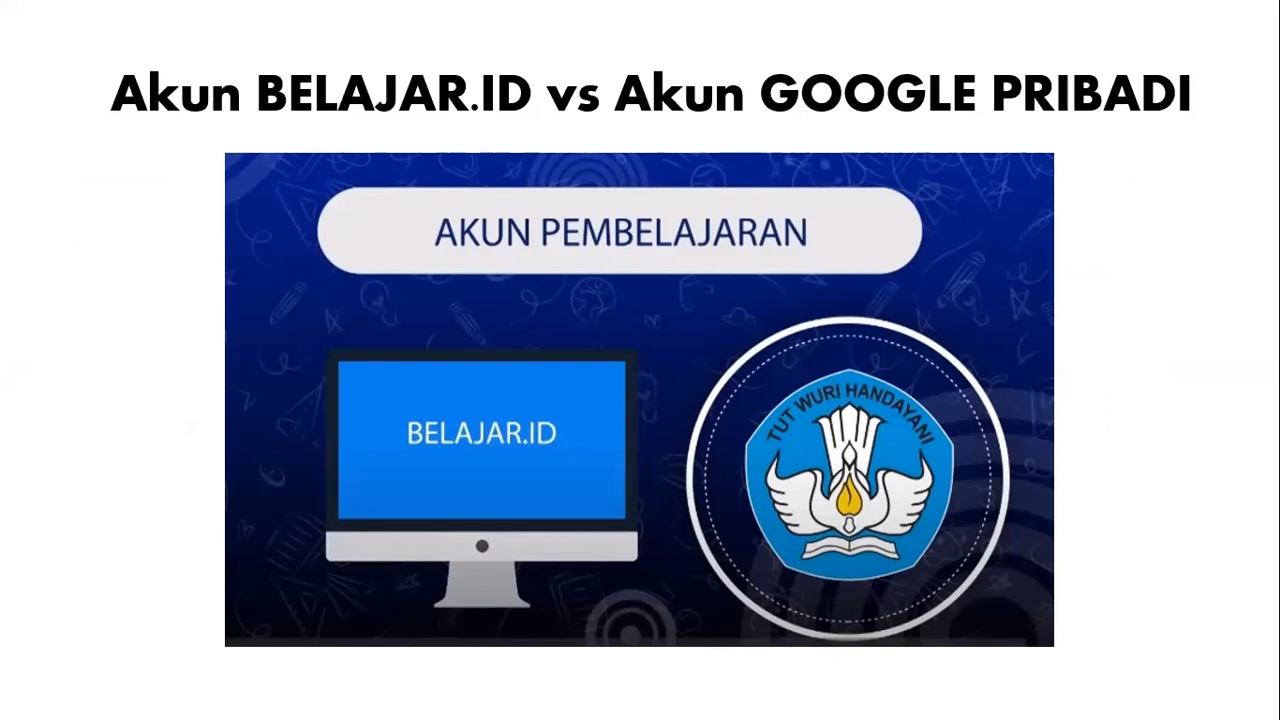 Akun BELAJAR.ID vs Akun GOOGLE PRIBADI
AKUN PEMBELAJARAN
BELAJAR.ID
TUT WURI HANDAYANI